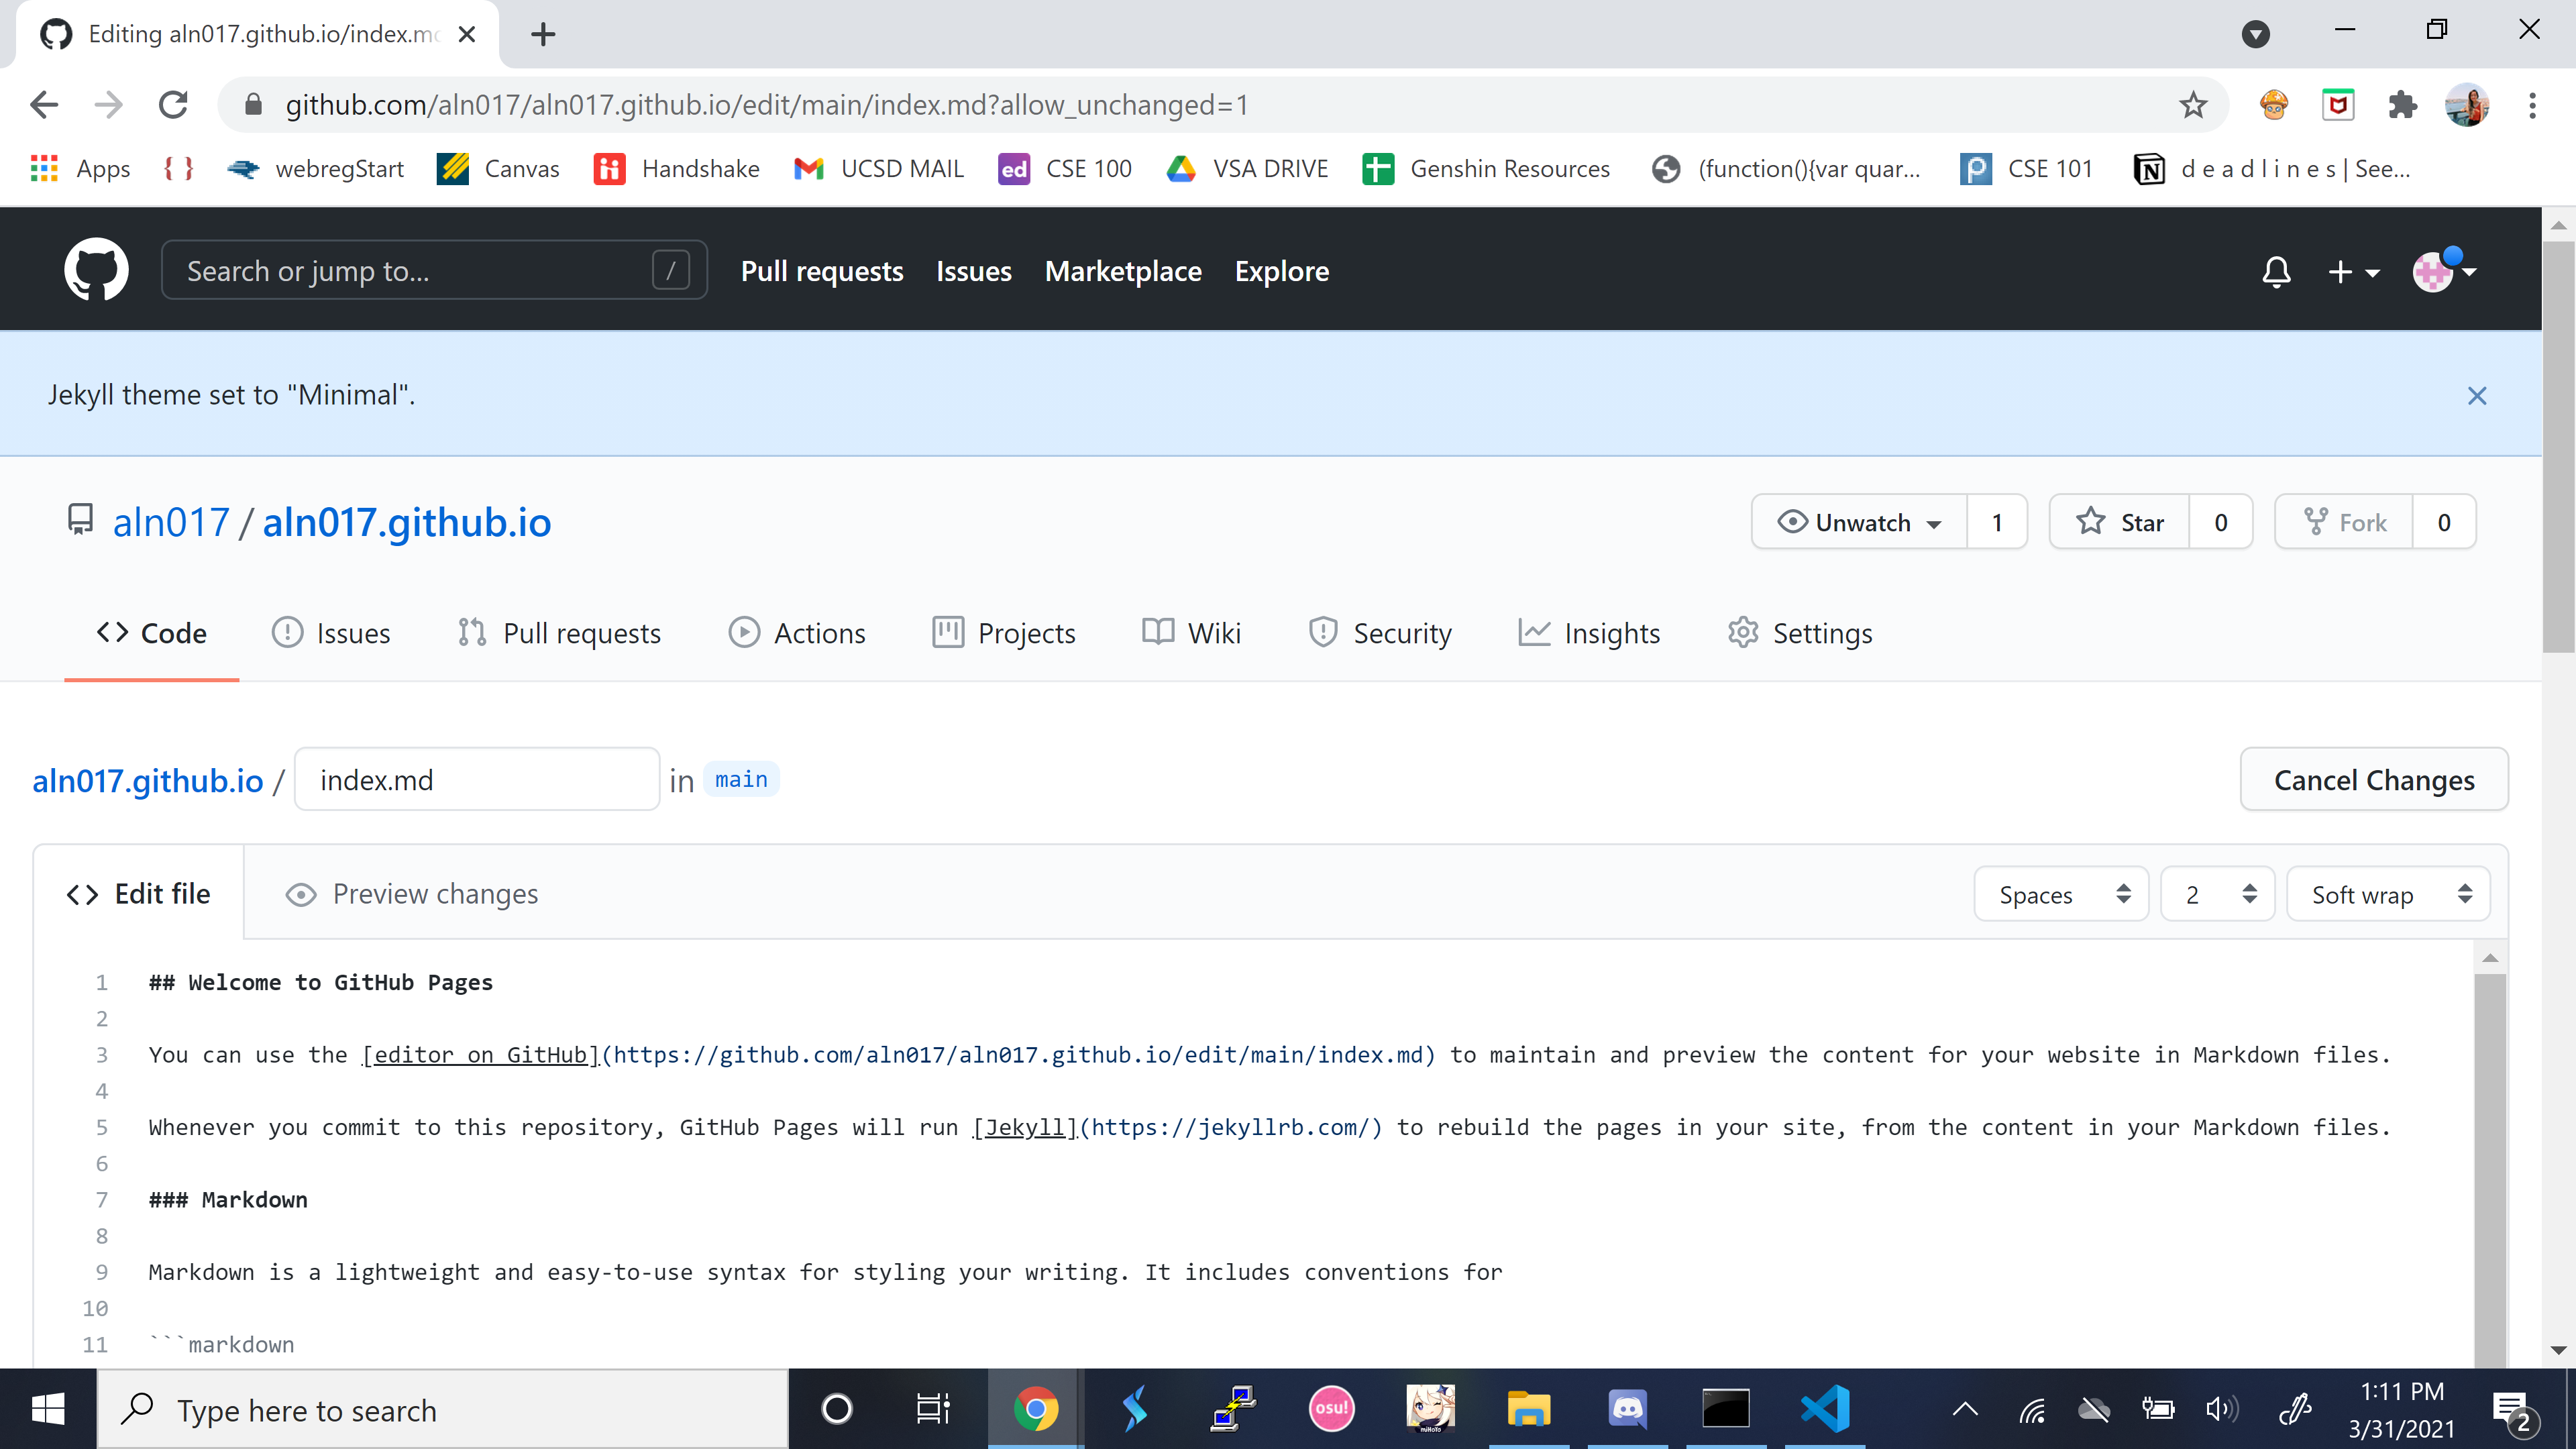 Editing aln017.github.io/index.mc
github.com/aln017/aln017.github.io/edit/main/index.md?allow_unchanged=1
Apps { } webregStart Canvas Handshake UCSD MAIL ed CSE 100 VSA DRIVE Genshin Resources (function(){var quar... CSE 101 d e a d l i n e s | See...
Search or jump to... / Pull requests Issues Marketplace Explore
Jekyll theme set to "Minimal".
aln017 / aln017.github.io Unwatch 1 Star 0 Fork 0
Code Issues Pull requests Actions Projects Wiki Security Insights Settings
aln017.github.io / index.md in main Cancel Changes
Edit file Preview changes Spaces 2 Soft wrap
1 ## Welcome to GitHub Pages
2
3 You can use the [editor on GitHub](https://github.com/aln017/aln017.github.io/edit/main/index.md) to maintain and preview the content for your website in Markdown files.
4
5 Whenever you commit to this repository, GitHub Pages will run [Jekyll](https://jekyllrb.com/) to rebuild the pages in your site, from the content in your Markdown files.
6
7 ### Markdown
8
9 Markdown is a lightweight and easy-to-use syntax for styling your writing. It includes conventions for
10
11 ```markdown
Type here to search osu! miHoYo 1:11 PM
3/31/2021 2